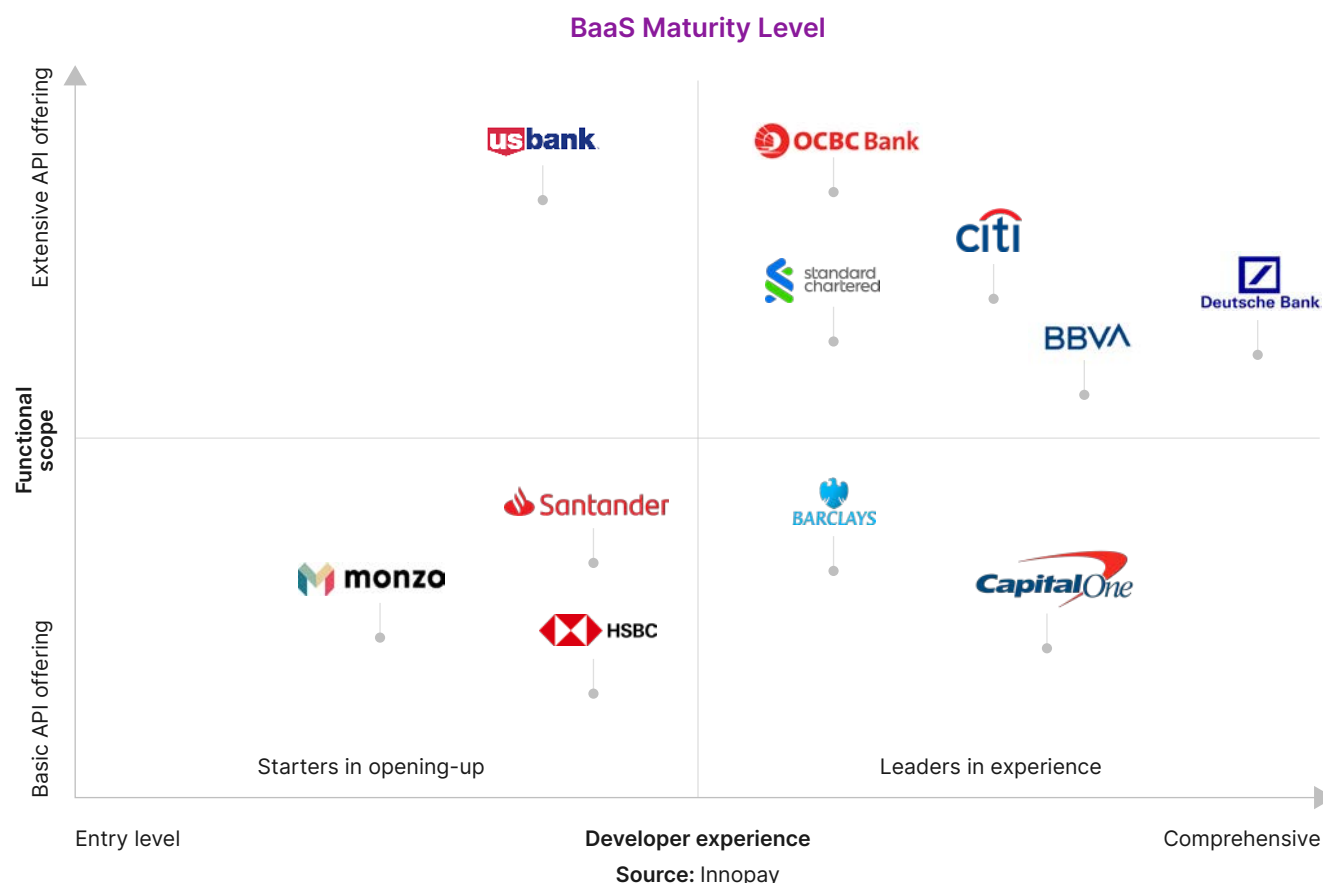 BaaS Maturity Level
Extensive API offering
Functional
scope
Basic API offering
usbank
OCBC Bank
citi
standard
chartered
Deutsche Bank
BBVA
Santander
BARCLAYS
monzo
CapitalOne
HSBC
Starters in opening-up
Leaders in experience
Entry level
Developer experience
Comprehensive
Source: Innopay